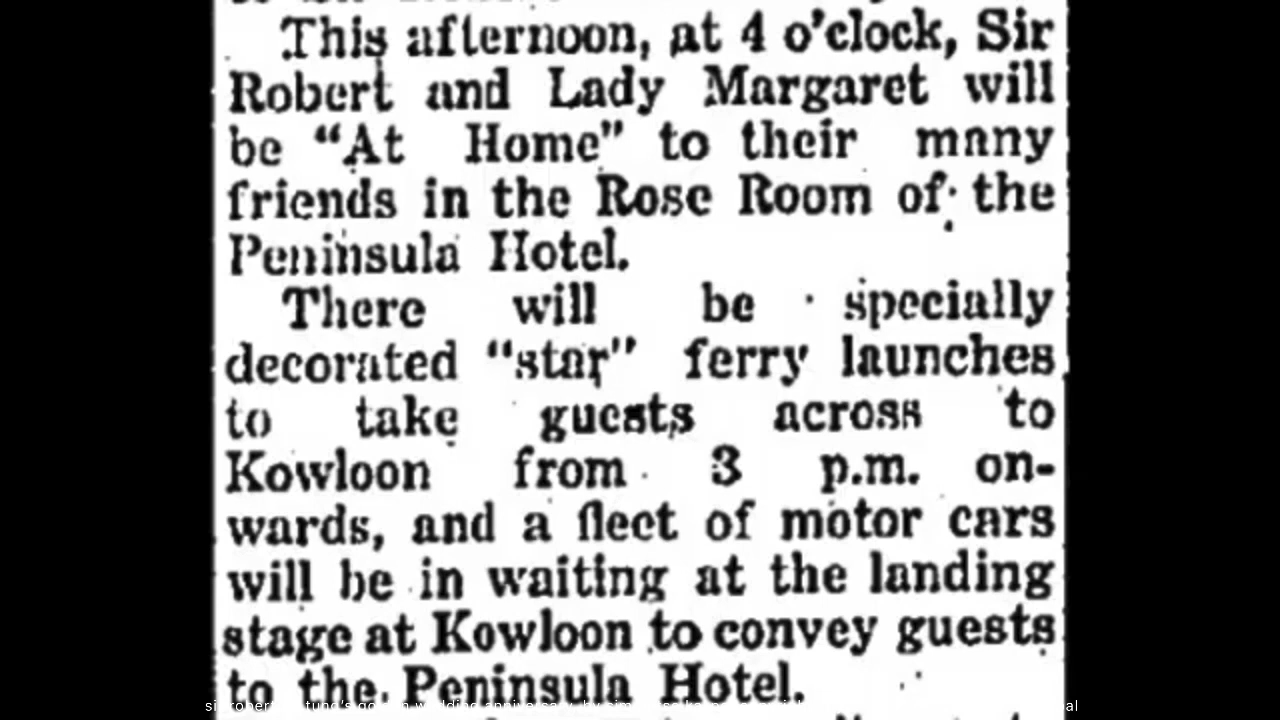 This afternoon, at 4 o'clock, Sir
Robert and Lady Margaret will
be "At Home" to their many
friends in the Rose Room of the
Peninsula Hotel.
There will be specially
decorated "star" ferry launches
to take guests across to
Kowloon from 3 p.m. on-
wards, and a fleet of motor cars
will be in waiting at the landing
stage at Kowloon to convey guests
to the Peninsula Hotel.